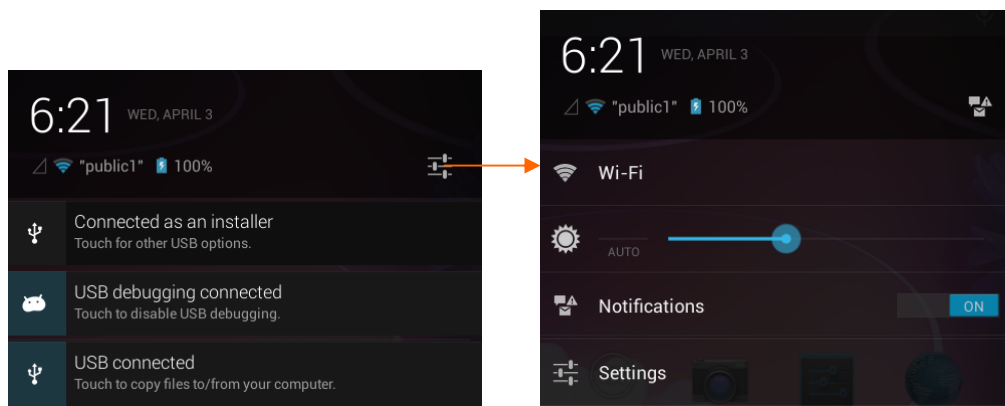 6:21 WED, APRIL 3
"public1" 100%
Connected as an installer
Touch for other USB options.
USB debugging connected
Touch to disable USB debugging.
USB connected
Touch to copy files to/from your computer.
6:21 WED, APRIL 3
"public1" 100%
Wi-Fi
AUTO
Notifications ON
Settings